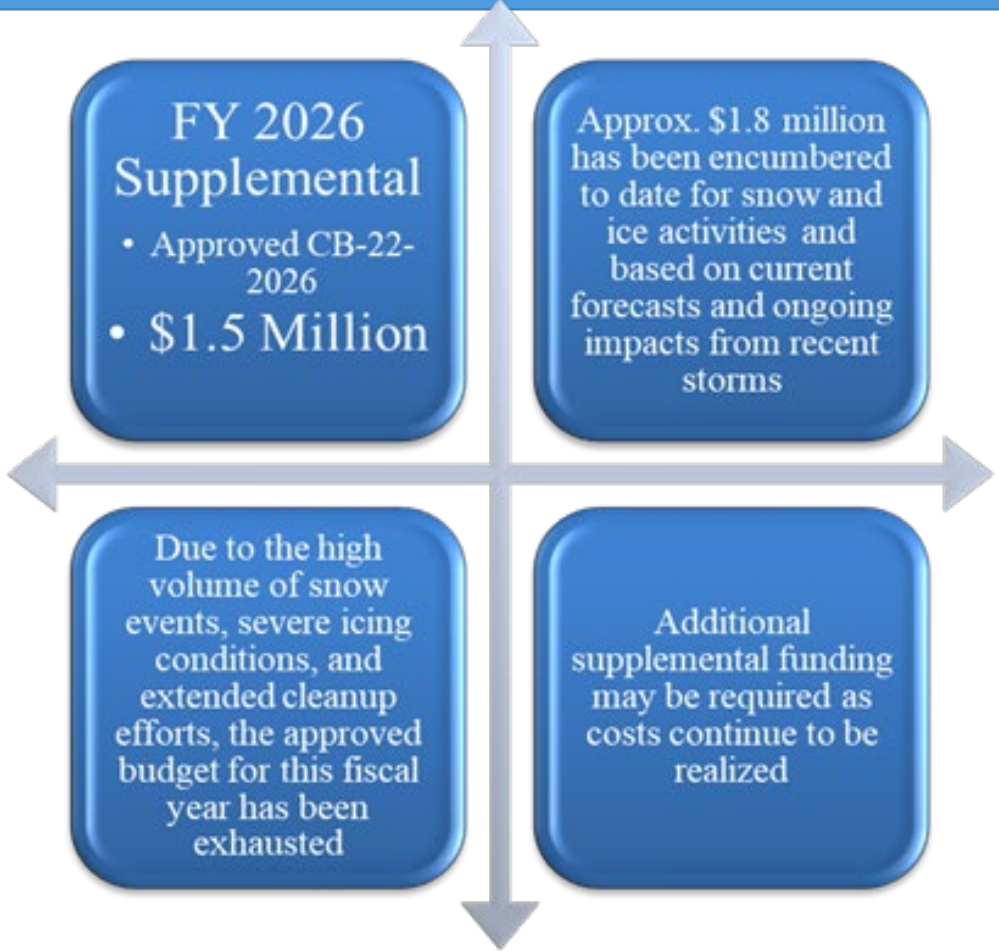 FY 2026
Supplemental
• Approved CB-22-
2026
• $1.5 Million
Approx. $1.8 million
has been encumbered
to date for snow and
ice activities and
based on current
forecasts and ongoing
impacts from recent
storms
Due to the high
volume of snow
events, severe icing
conditions, and
extended cleanup
efforts, the approved
budget for this fiscal
year has been
exhausted
Additional
supplemental funding
may be required as
costs continue to be
realized